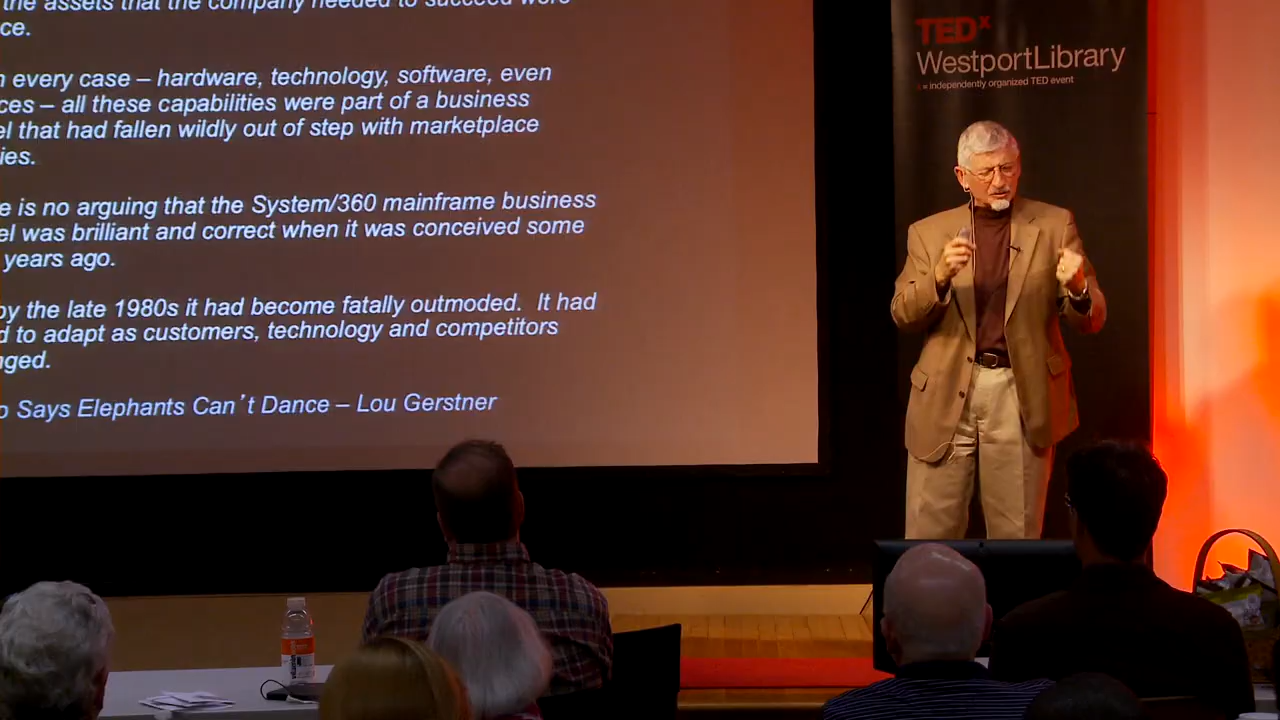 the assets that the company needed to succeed were
ce.
every case – hardware, technology, software, even
ces – all these capabilities were part of a business
el that had fallen wildly out of step with marketplace
ies.
e is no arguing that the System/360 mainframe business
el was brilliant and correct when it was conceived some
years ago.
by the late 1980s it had become fatally outmoded. It had
d to adapt as customers, technology and competitors
nged.
o Says Elephants Can't Dance – Lou Gerstner
TEDx
WestportLibrary
x = independently organized TED event